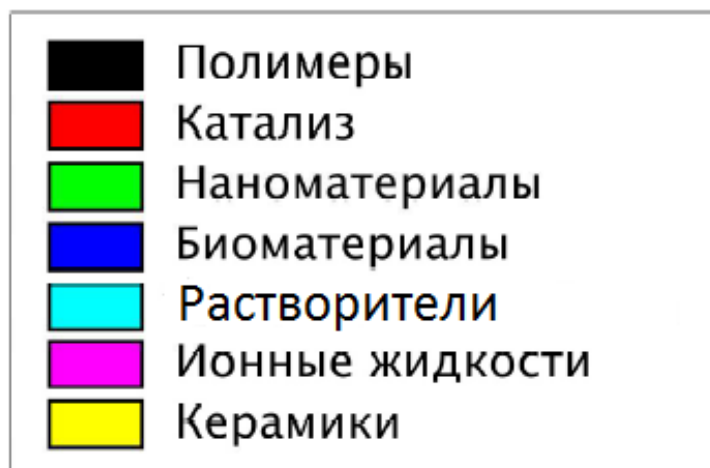 Полимеры
Катализ
Наноматериалы
Биоматериалы
Растворители
Ионные жидкости
Керамики